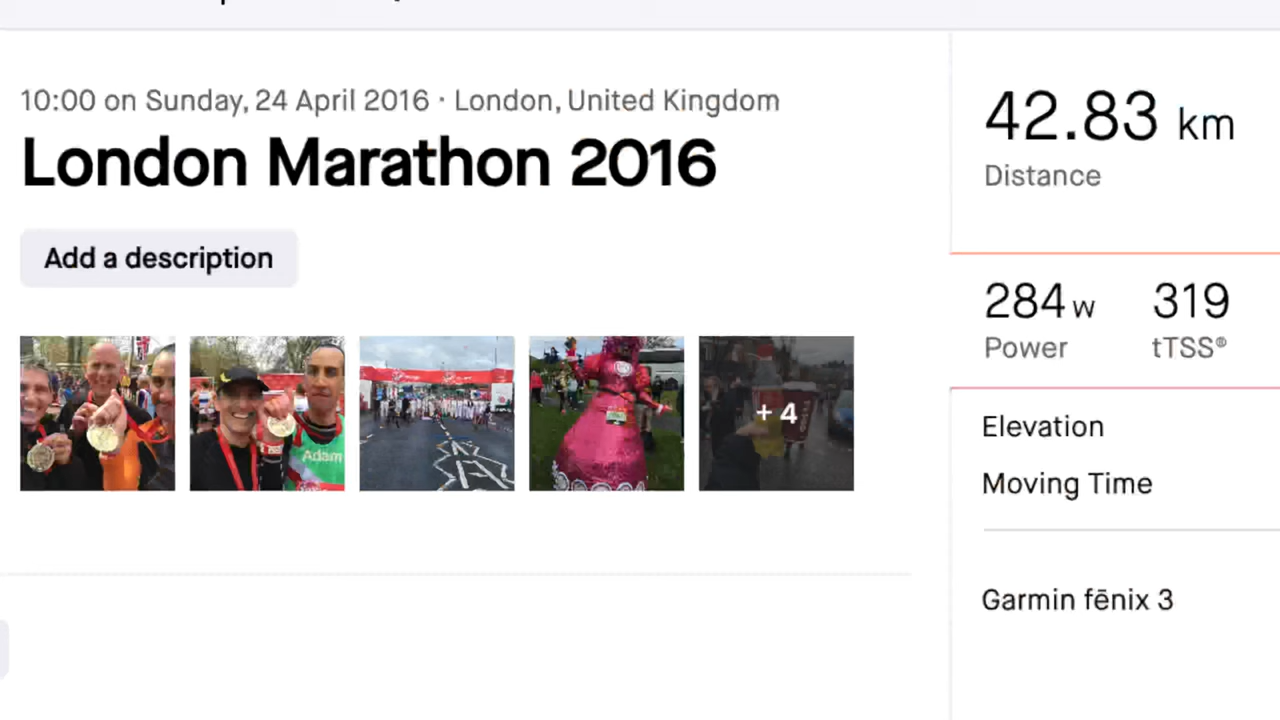 10:00 on Sunday, 24 April 2016 · London, United Kingdom
London Marathon 2016
Add a description
Adam
+ 4
42.83 km
Distance
284 w 319
Power tTSS®
Elevation
Moving Time
Garmin fēnix 3